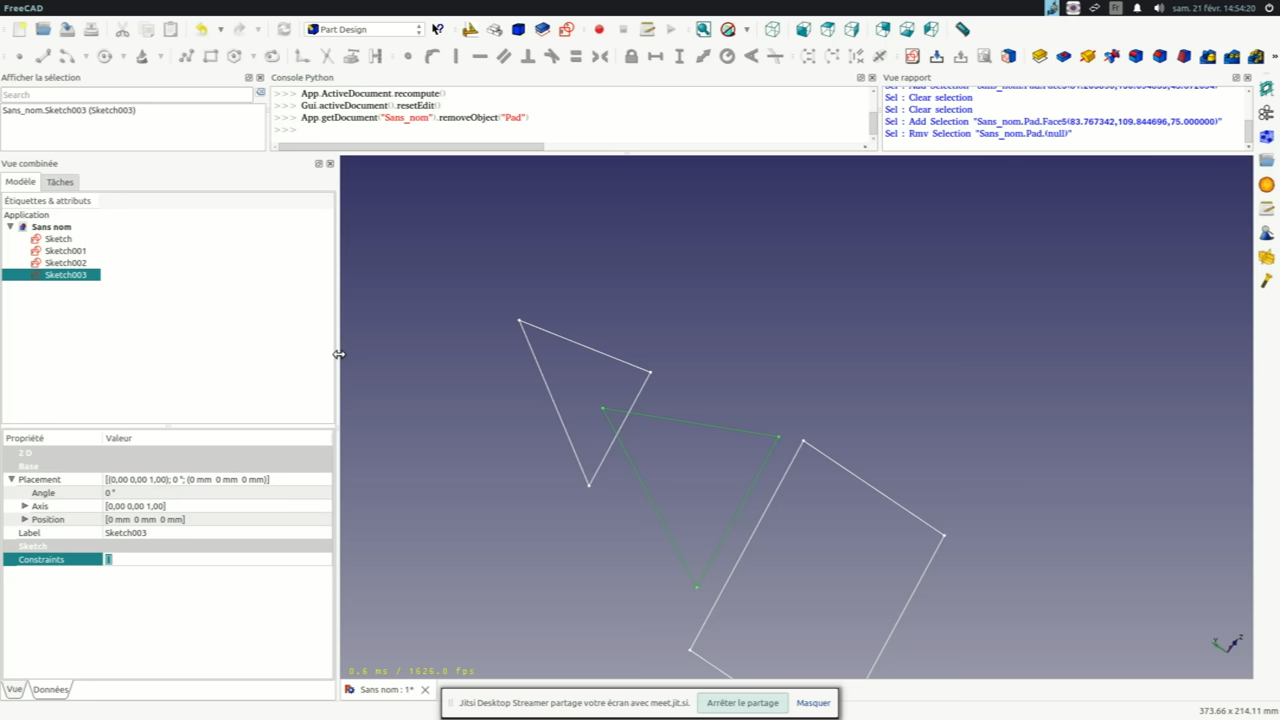 FreeCAD
Fr
sam. 21 févr. 14:54:20
Part Design
Afficher la sélection
Console Python
Vue rapport
Search
Sans_nom.Sketch003 (Sketch003)
>>> App.ActiveDocument.recompute()
>>> Gui.activeDocument().resetEdit()
>>> App.getDocument("Sans_nom").removeObject("Pad")
>>>
Sel : Clear selection
Sel : Clear selection
Sel : Add Selection "Sans_nom.Pad.Face5(83.767342,109.844696,75.000000)"
Sel : Rmv Selection "Sans_nom.Pad.(null)"
Vue combinée
Modèle
Tâches
Étiquettes & attributs
Application
Sans nom
Sketch
Sketch001
Sketch002
Sketch003
Propriété
Valeur
2 D
Base
Placement
[(0,00 0,00 1,00); 0 °; (0 mm 0 mm 0 mm)]
Angle
0 °
Axis
[0,00 0,00 1,00]
Position
[0 mm 0 mm 0 mm]
Label
Sketch003
Sketch
Constraints
0.6 ms / 1626.0 fps
Vue
Données
Sans nom : 1*
Jitsi Desktop Streamer partage votre écran avec meet.jit.si.
Arrêter le partage
Masquer
373.66 x 214.11 mm